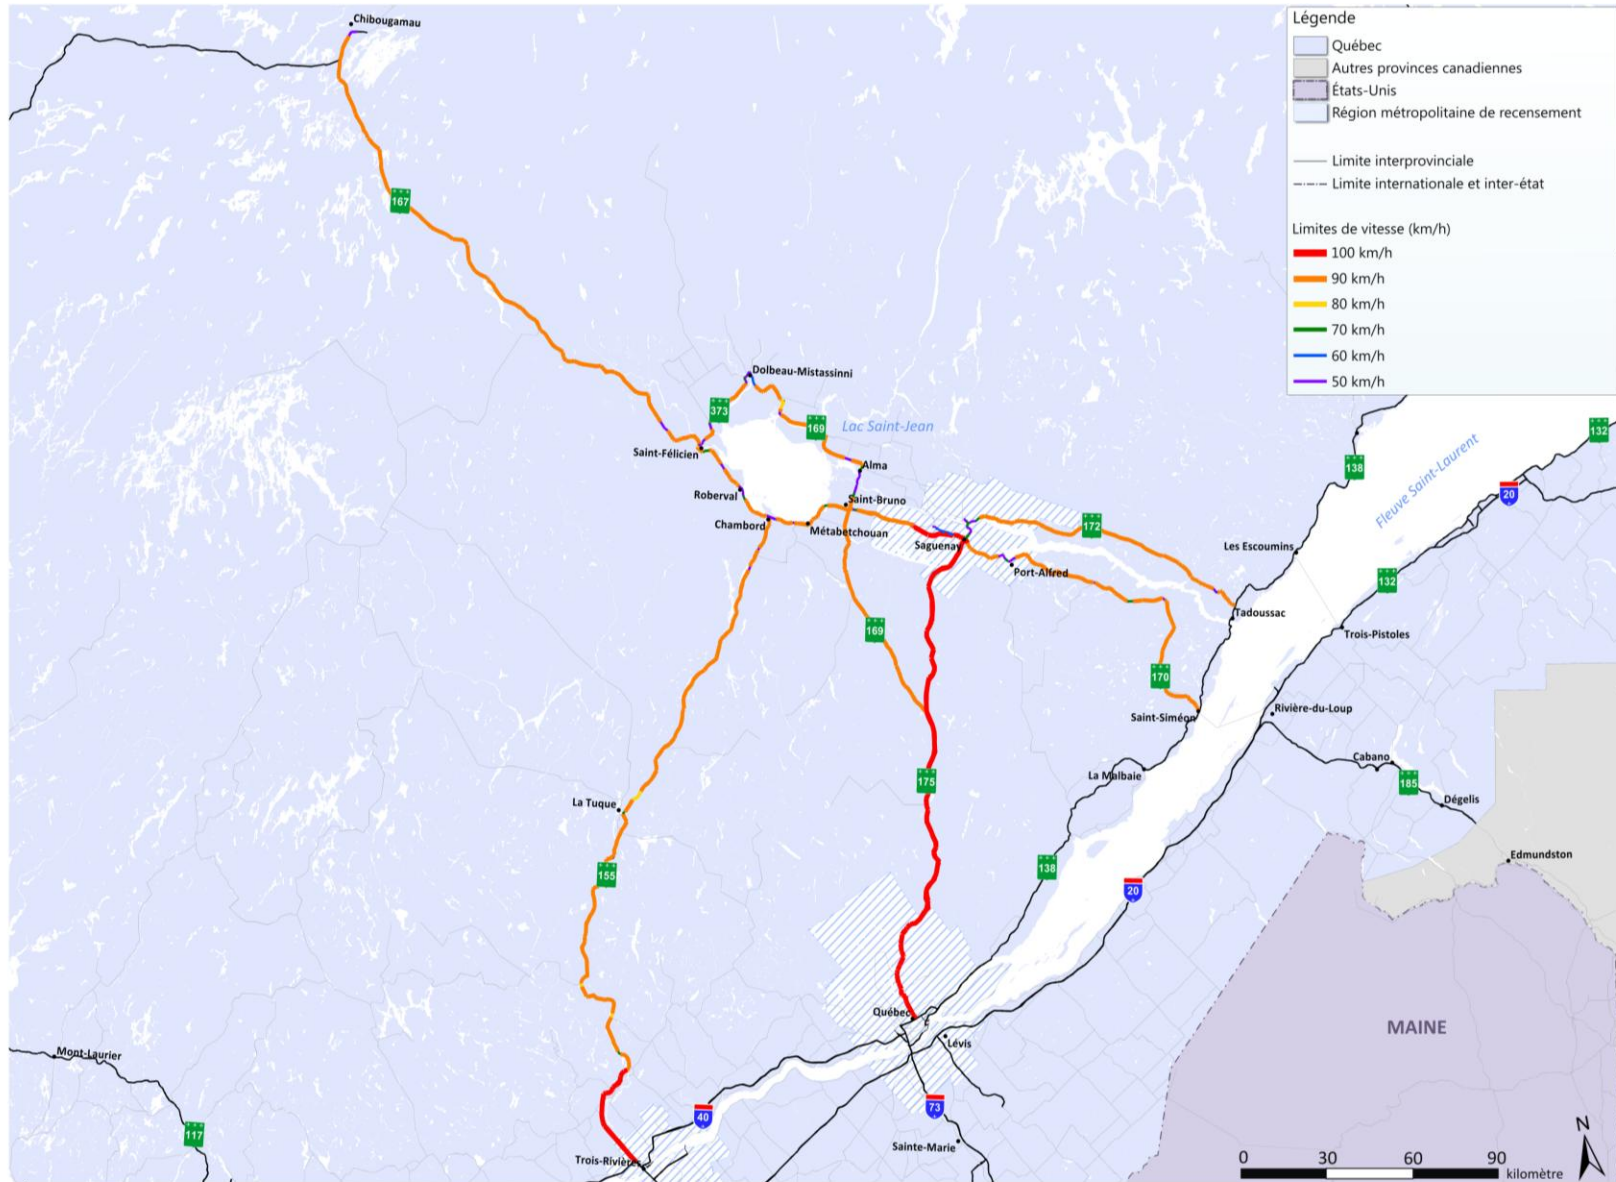 Chibougamau
Légende
Québec
Autres provinces canadiennes
États-Unis
Région métropolitaine de recensement
Limite interprovinciale
Limite internationale et inter-état
Limites de vitesse (km/h)
100 km/h
90 km/h
80 km/h
70 km/h
60 km/h
50 km/h
167
Dolbeau-Mistassinni
373
169
Lac Saint-Jean
132
Fleuve Saint-Laurent
138
Saint-Félicien
Alma
20
Roberval
Saint-Bruno
Chambord
Métabetchouan
172
Saguenay
Les Escoumins
Port-Alfred
132
Tadoussac
169
Trois-Pistoles
170
Saint-Siméon
Rivière-du-Loup
Cabano
La Malbaie
175
185
La Tuque
Dégelis
Edmundston
155
138
20
Québec
MAINE
Lévis
Mont-Laurier
40
73
117
Sainte-Marie
Trois-Rivières
N
0 30 60 90
kilomètre